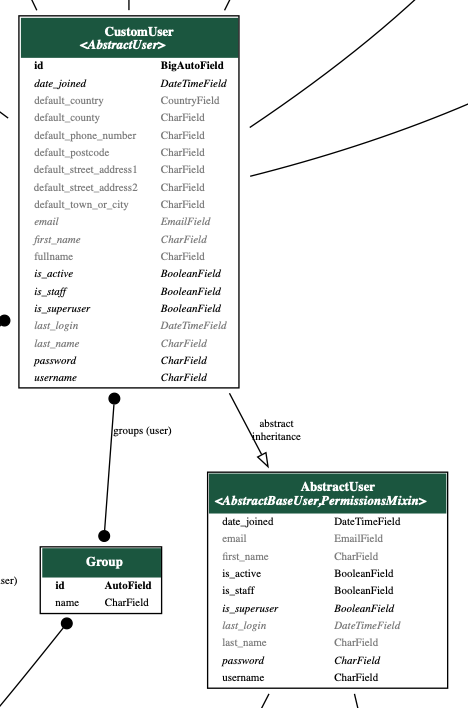 CustomUser
<AbstractUser>
id BigAutoField
date_joined DateTimeField
default_country CountryField
default_county CharField
default_phone_number CharField
default_postcode CharField
default_street_address1 CharField
default_street_address2 CharField
default_town_or_city CharField
email EmailField
first_name CharField
fullname CharField
is_active BooleanField
is_staff BooleanField
is_superuser BooleanField
last_login DateTimeField
last_name CharField
password CharField
username CharField
groups (user)
abstract
inheritance
AbstractUser
<AbstractBaseUser,PermissionsMixin>
date_joined DateTimeField
email EmailField
first_name CharField
is_active BooleanField
is_staff BooleanField
is_superuser BooleanField
last_login DateTimeField
last_name CharField
password CharField
username CharField
Group
id AutoField
name CharField
ser)